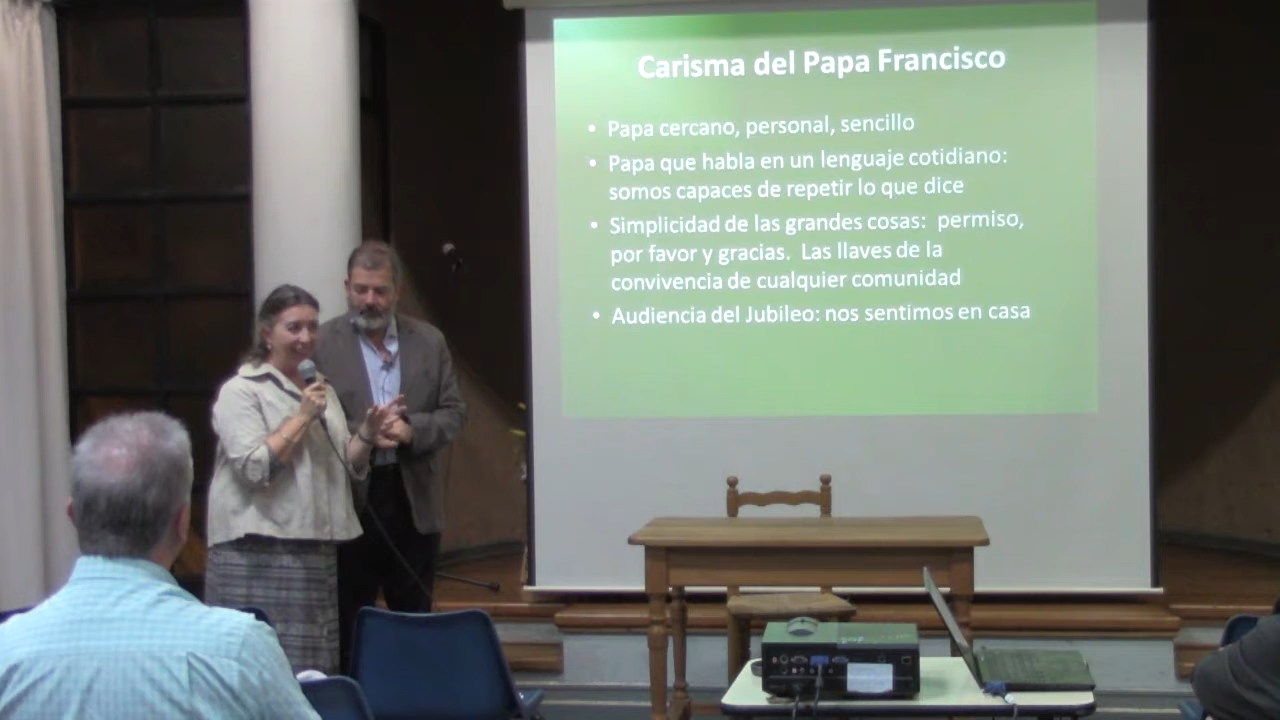 Carisma del Papa Francisco
• Papa cercano, personal, sencillo
• Papa que habla en un lenguaje cotidiano:
somos capaces de repetir lo que dice
• Simplicidad de las grandes cosas: permiso,
por favor y gracias. Las llaves de la
convivencia de cualquier comunidad
• Audiencia del Jubileo: nos sentimos en casa